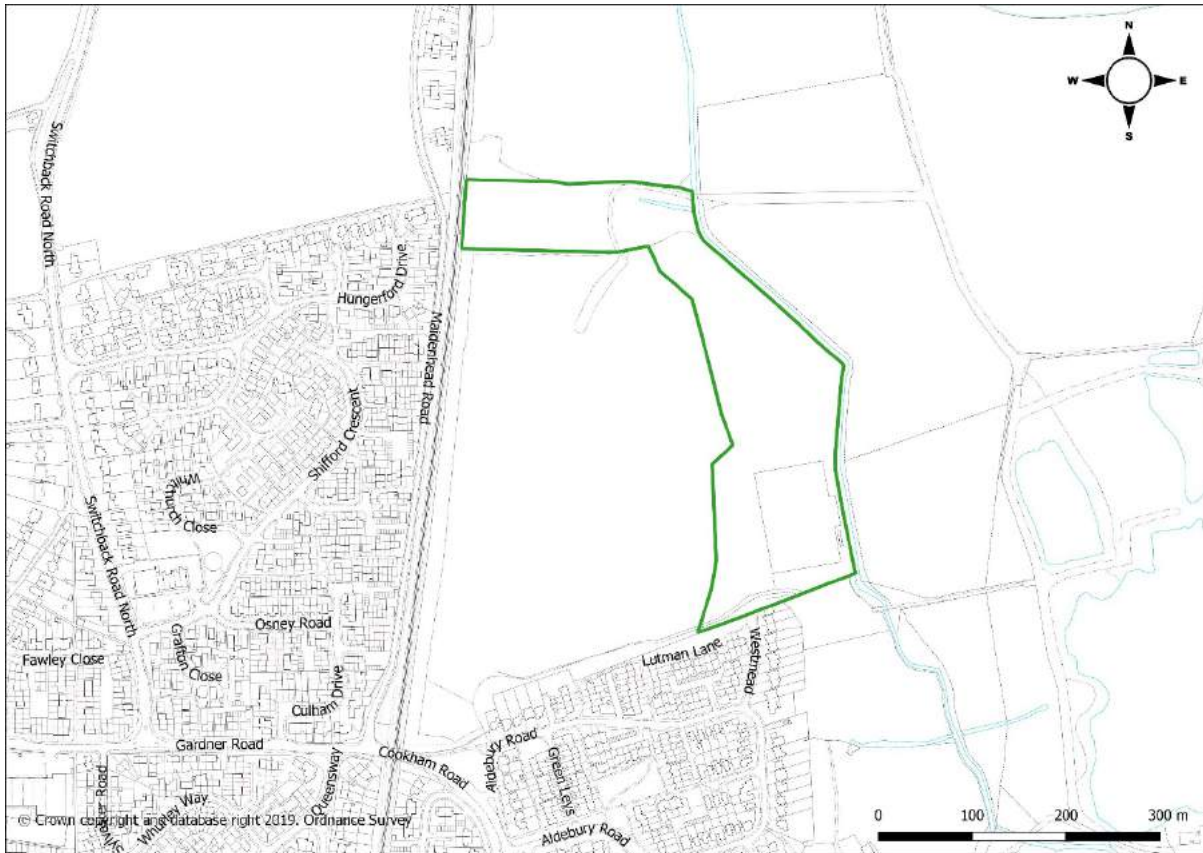 N
W E
S
Switchback Road North
Hungerford Drive
Maidenhead Road
Shifford Crescent
Whitchurch Close
Switchback Road North
Osney Road
Grafton Close
Fawley Close
Culham Drive
Lutman Lane
Westmead
Gardner Road
Cookham Road
Aldebury Road
Green Leys
Queensway
Whurley Way
Aldebury Road
© Crown copyright and database right 2019. Ordnance Survey
0 100 200 300 m